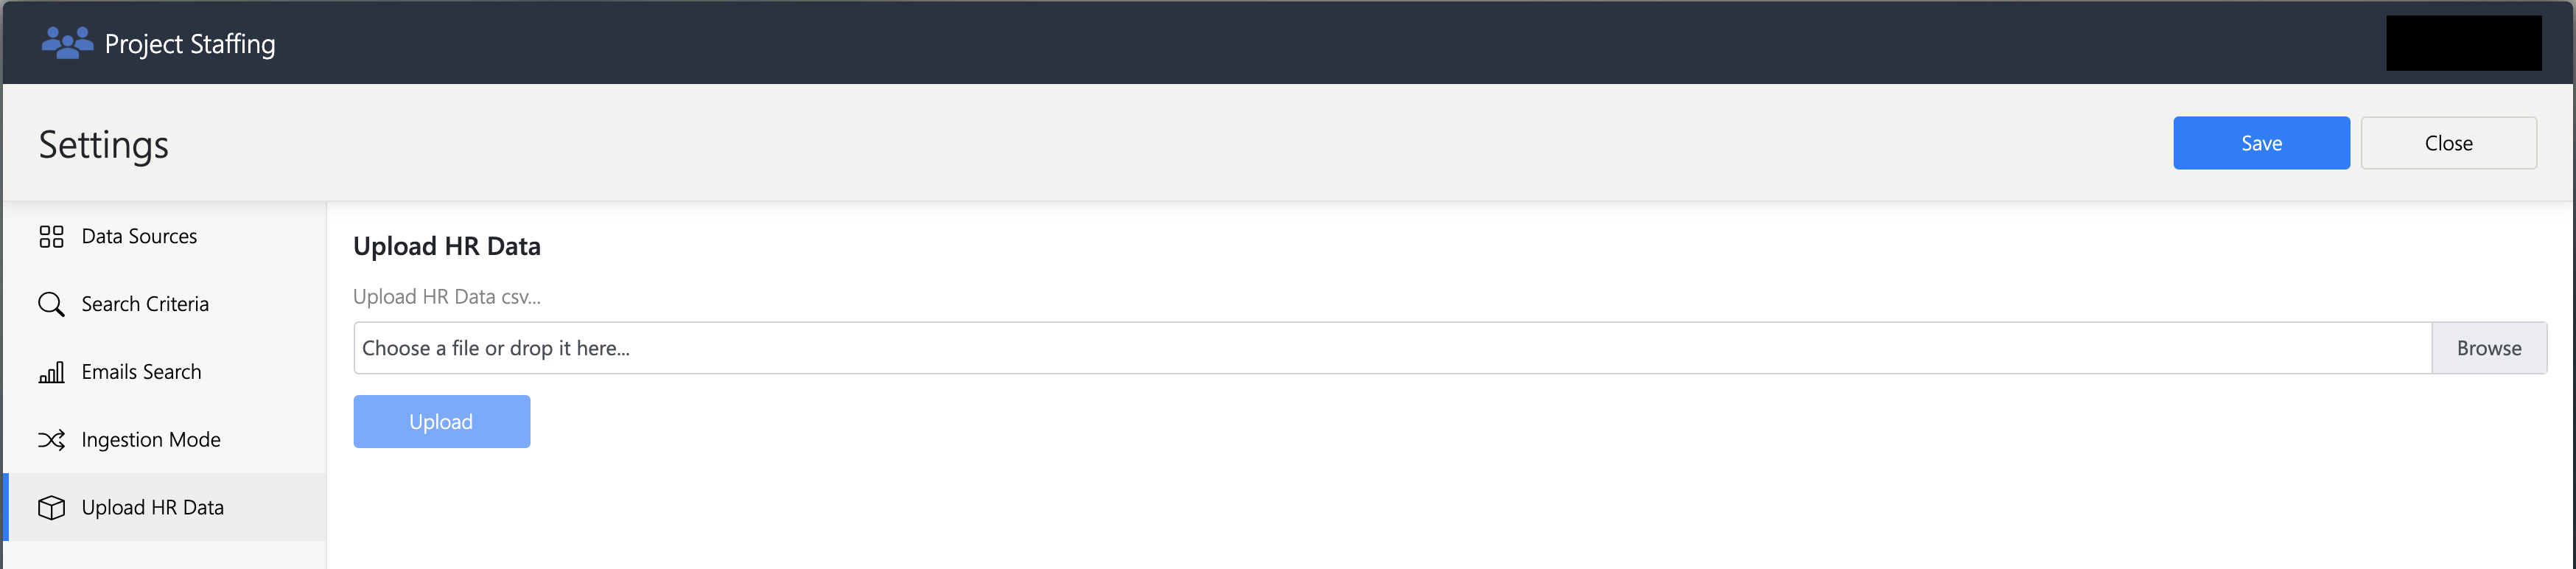 Project Staffing
Settings
Save
Close
Data Sources
Search Criteria
Emails Search
Ingestion Mode
Upload HR Data
Upload HR Data
Upload HR Data csv...
Choose a file or drop it here...
Browse
Upload